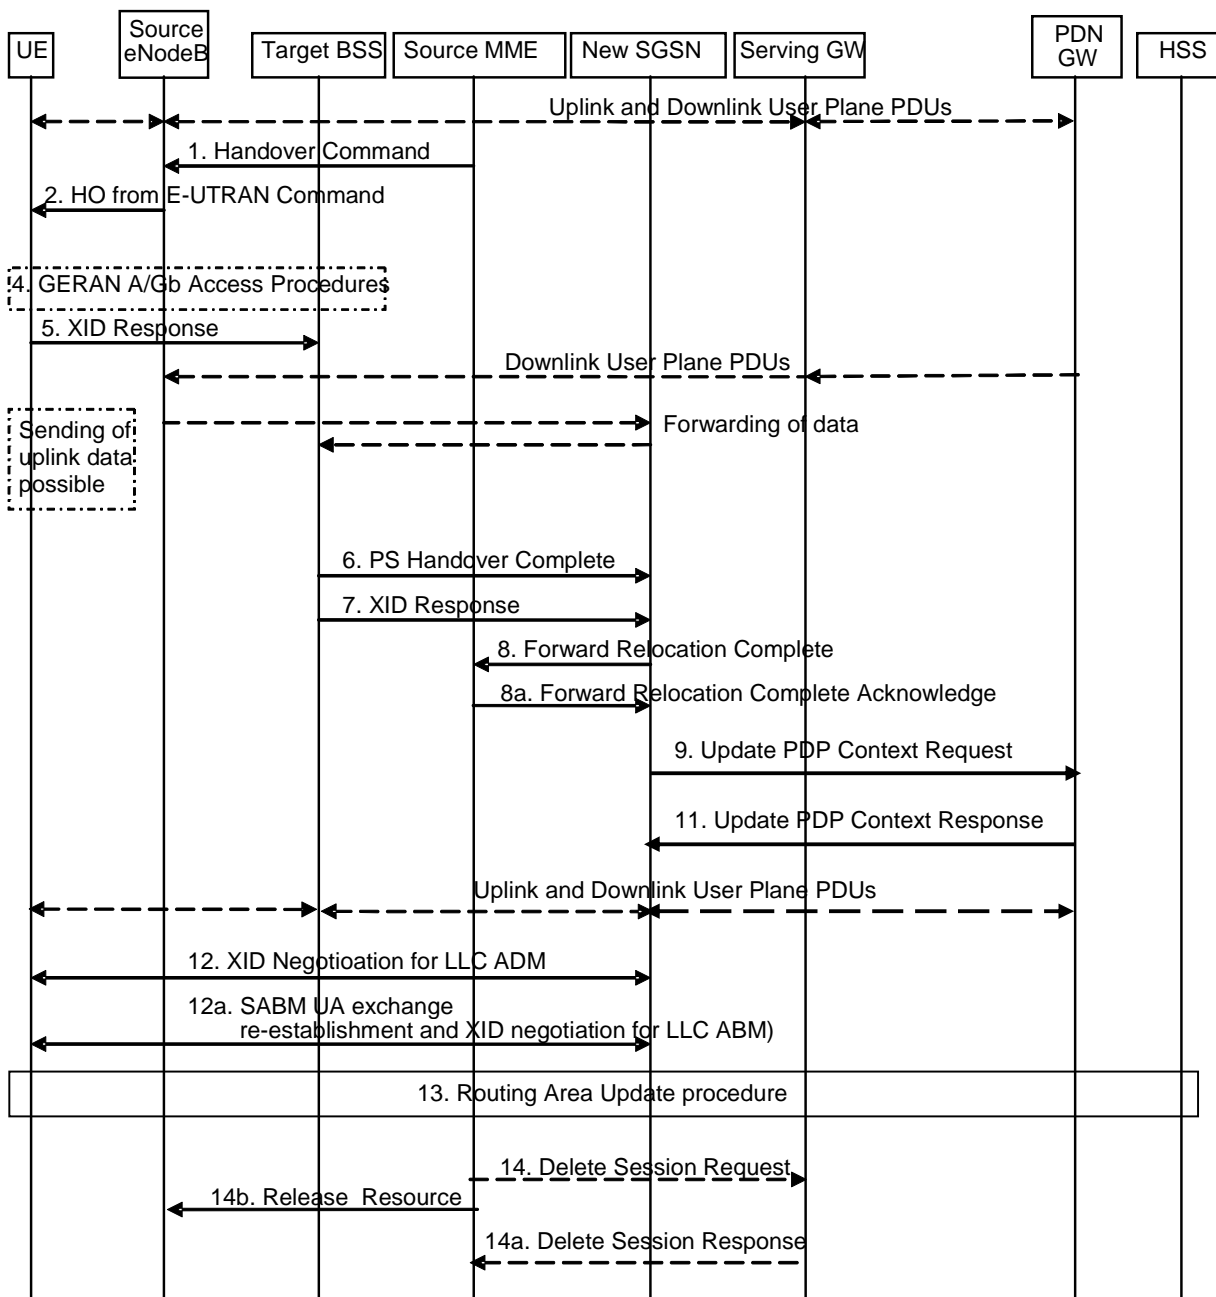 UE
Source
eNodeB
Target BSS
Source MME
New SGSN
Serving GW
PDN
GW
HSS
Uplink and Downlink User Plane PDUs
1. Handover Command
2. HO from E-UTRAN Command
4. GERAN A/Gb Access Procedures
5. XID Response
Downlink User Plane PDUs
Sending of
uplink data
possible
Forwarding of data
6. PS Handover Complete
7. XID Response
8. Forward Relocation Complete
8a. Forward Relocation Complete Acknowledge
9. Update PDP Context Request
11. Update PDP Context Response
Uplink and Downlink User Plane PDUs
12. XID Negotioation for LLC ADM
12a. SABM UA exchange
re-establishment and XID negotiation for LLC ABM)
13. Routing Area Update procedure
14. Delete Session Request
14b. Release Resource
14a. Delete Session Response